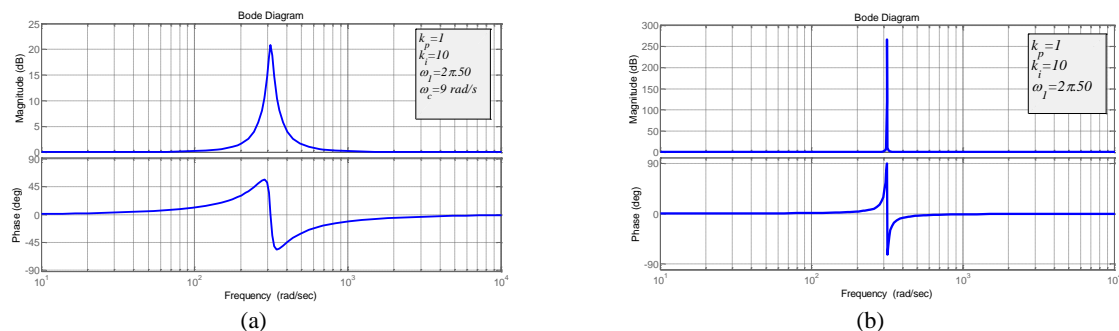 Bode Diagram
25
20
15
10
5
0
Magnitude (dB)
k_p=1
k_i=10
ω_1=2π.50
ω_c=9 rad/s
90
45
0
-45
-90
Phase (deg)
10^1 10^2 10^3 10^4
Frequency (rad/sec)
(a)
Bode Diagram
300
250
200
150
100
50
0
Magnitude (dB)
k_p=1
k_i=10
ω_1=2π.50
90
0
-90
Phase (deg)
10^1 10^2 10^3 10
Frequency (rad/sec)
(b)